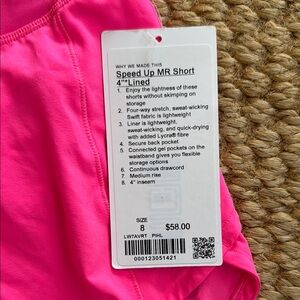 WHY WE MADE THIS
Speed Up MR Short
4"*Lined
1. Enjoy the lightness of these
shorts without skimping on
storage
2. Four-way stretch, sweat-wicking
Swift fabric is lightweight
3. Liner is lightweight,
sweat-wicking, and quick-drying
with added Lycra® fibre
4. Secure back pocket
5. Connected gel pockets on the
waistband gives you flexible
storage options
6. Continuous drawcord
7. Medium rise
8. 4" inseam
SIZE
8 $58.00
LW7AVRT PIHL
000123051421